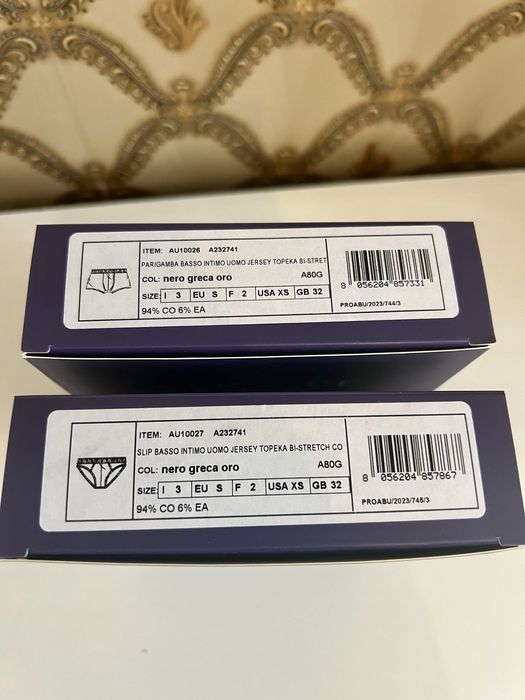 ITEM: AU10026 A232741
PARIGAMBA BASSO INTIMO UOMO JERSEY TOPEKA BI-STRET
COL: nero greca oro A80G
SIZE: I 3 EU S F 2 USA XS GB 32
94% CO 6% EA
8 056204 857331
PROABU/2023/744/3
ITEM: AU10027 A232741
SLIP BASSO INTIMO UOMO JERSEY TOPEKA BI-STRETCH CO
COL: nero greca oro A80G
SIZE: I 3 EU S F 2 USA XS GB 32
94% CO 6% EA
8 056204 857867
PROABU/2023/745/3